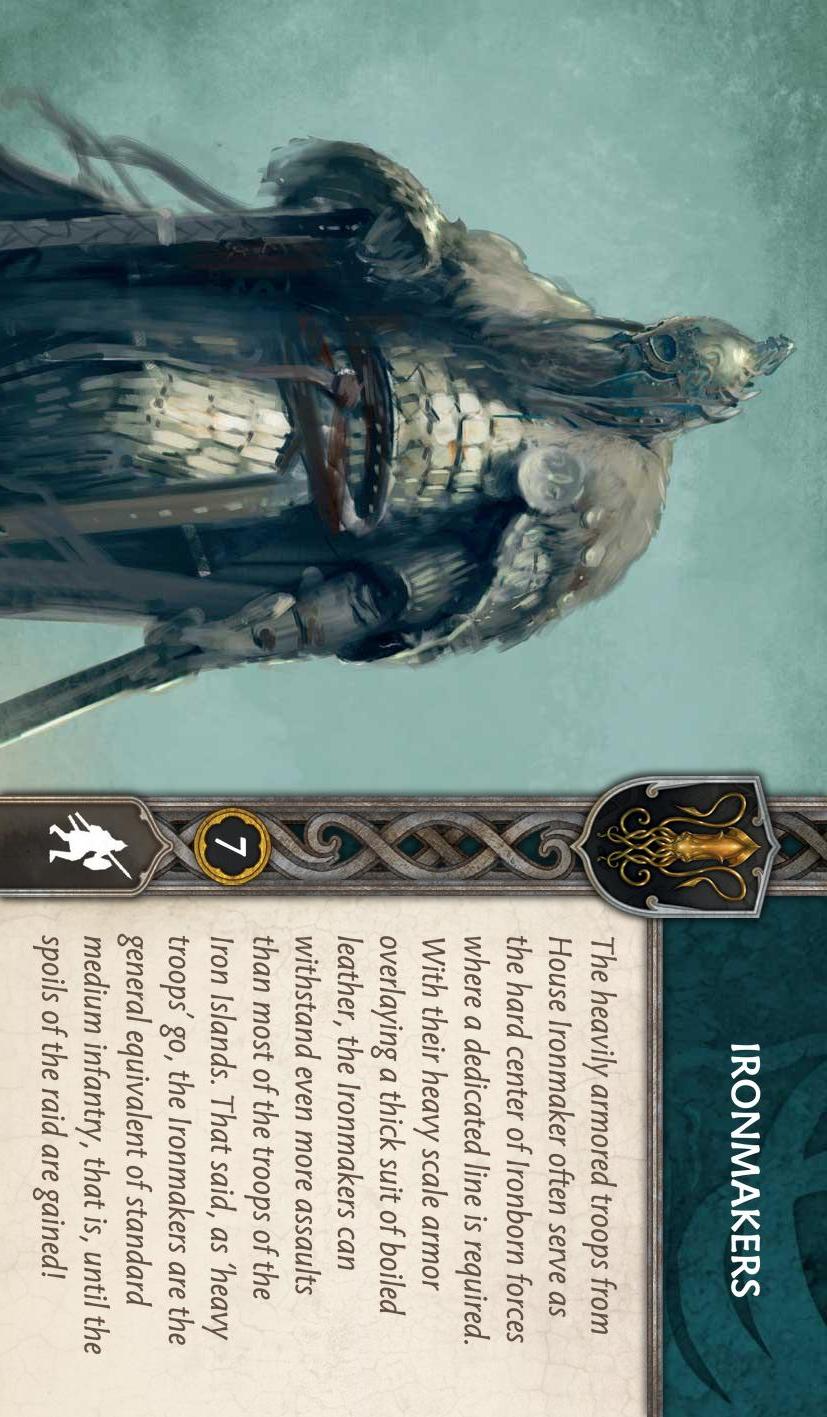 IRONMAKERS
The heavily armored troops from
House Ironmaker often serve as
the hard center of Ironborn forces
where a dedicated line is required.
With their heavy scale armor
overlaying a thick suit of boiled
leather, the Ironmakers can
withstand even more assaults
than most of the troops of the
Iron Islands. That said, as ‘heavy
troops’ go, the Ironmakers are the
general equivalent of standard
medium infantry, that is, until the
spoils of the raid are gained!
7